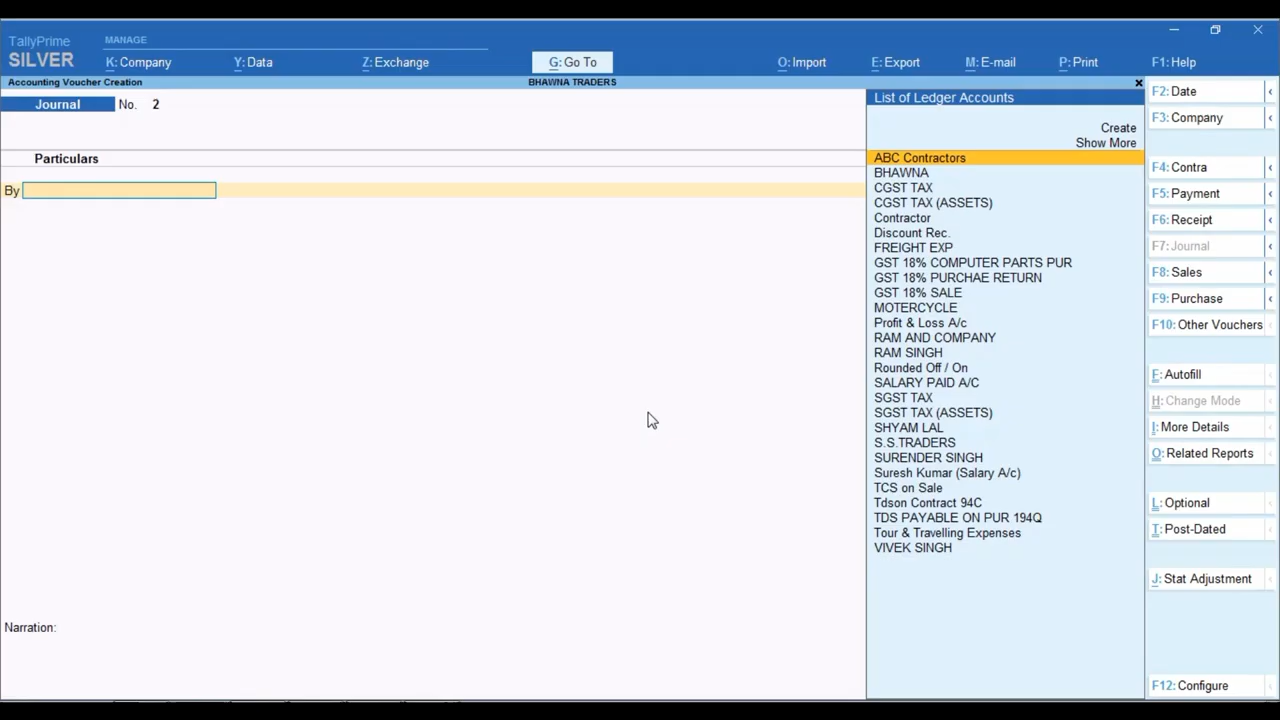 TallyPrime
SILVER
MANAGE
K: Company
Y: Data
Z: Exchange
G: Go To
O: Import
E: Export
M: E-mail
P: Print
F1: Help
Accounting Voucher Creation
BHAWNA TRADERS
Journal No. 2
Particulars
By
Narration:
List of Ledger Accounts
Create
Show More
ABC Contractors
BHAWNA
CGST TAX
CGST TAX (ASSETS)
Contractor
Discount Rec.
FREIGHT EXP
GST 18% COMPUTER PARTS PUR
GST 18% PURCHAE RETURN
GST 18% SALE
MOTERCYCLE
Profit & Loss A/c
RAM AND COMPANY
RAM SINGH
Rounded Off / On
SALARY PAID A/C
SGST TAX
SGST TAX (ASSETS)
SHYAM LAL
S.S.TRADERS
SURENDER SINGH
Suresh Kumar (Salary A/c)
TCS on Sale
Tdson Contract 94C
TDS PAYABLE ON PUR 194Q
Tour & Travelling Expenses
VIVEK SINGH
F2: Date
F3: Company
F4: Contra
F5: Payment
F6: Receipt
F7: Journal
F8: Sales
F9: Purchase
F10: Other Vouchers
F: Autofill
H: Change Mode
I: More Details
O: Related Reports
L: Optional
T: Post-Dated
J: Stat Adjustment
F12: Configure